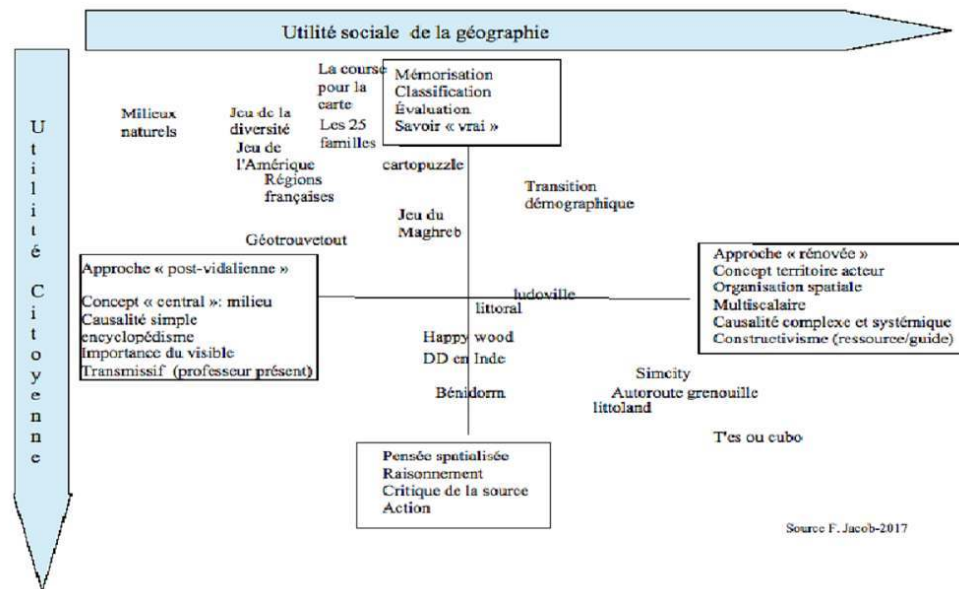 Utilité sociale de la géographie
Utilité Citoyenne
La course
pour la
carte
Mémorisation
Classification
Évaluation
Savoir « vrai »
Milieux
naturels
Jeu de la
diversité
Les 25
familles
Jeu de
l'Amérique
cartopuzzle
Régions
françaises
Transition
démographique
Jeu du
Maghreb
Géotrouvetout
Approche « post-vidalienne »
Concept « central »: milieu
Causalité simple
encyclopédisme
Importance du visible
Transmissif (professeur présent)
Approche « rénovée »
Concept territoire acteur
Organisation spatiale
Multiscalaire
Causalité complexe et systémique
Constructivisme (ressource/guide)
ludoville
littoral
Happy wood
DD en Inde
Bénidorm
Simcity
Autoroute grenouille
littoland
T'es ou cubo
Pensée spatialisée
Raisonnement
Critique de la source
Action
Source F. Jacob-2017